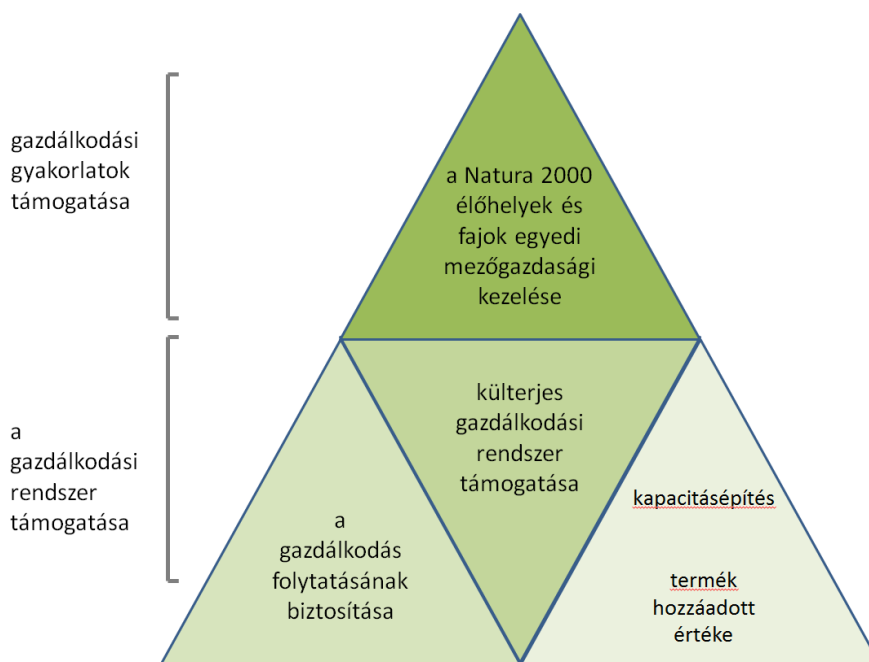 gazdálkodási
gyakorlatok
támogatása
a Natura 2000
élőhelyek és
fajok egyedi
mezőgazdasági
kezelése
a
gazdálkodási
rendszer
támogatása
külterjes
gazdálkodási
rendszer
támogatása
a
gazdálkodás
folytatásának
biztosítása
kapacitásépítés
termék
hozzáadott
értéke